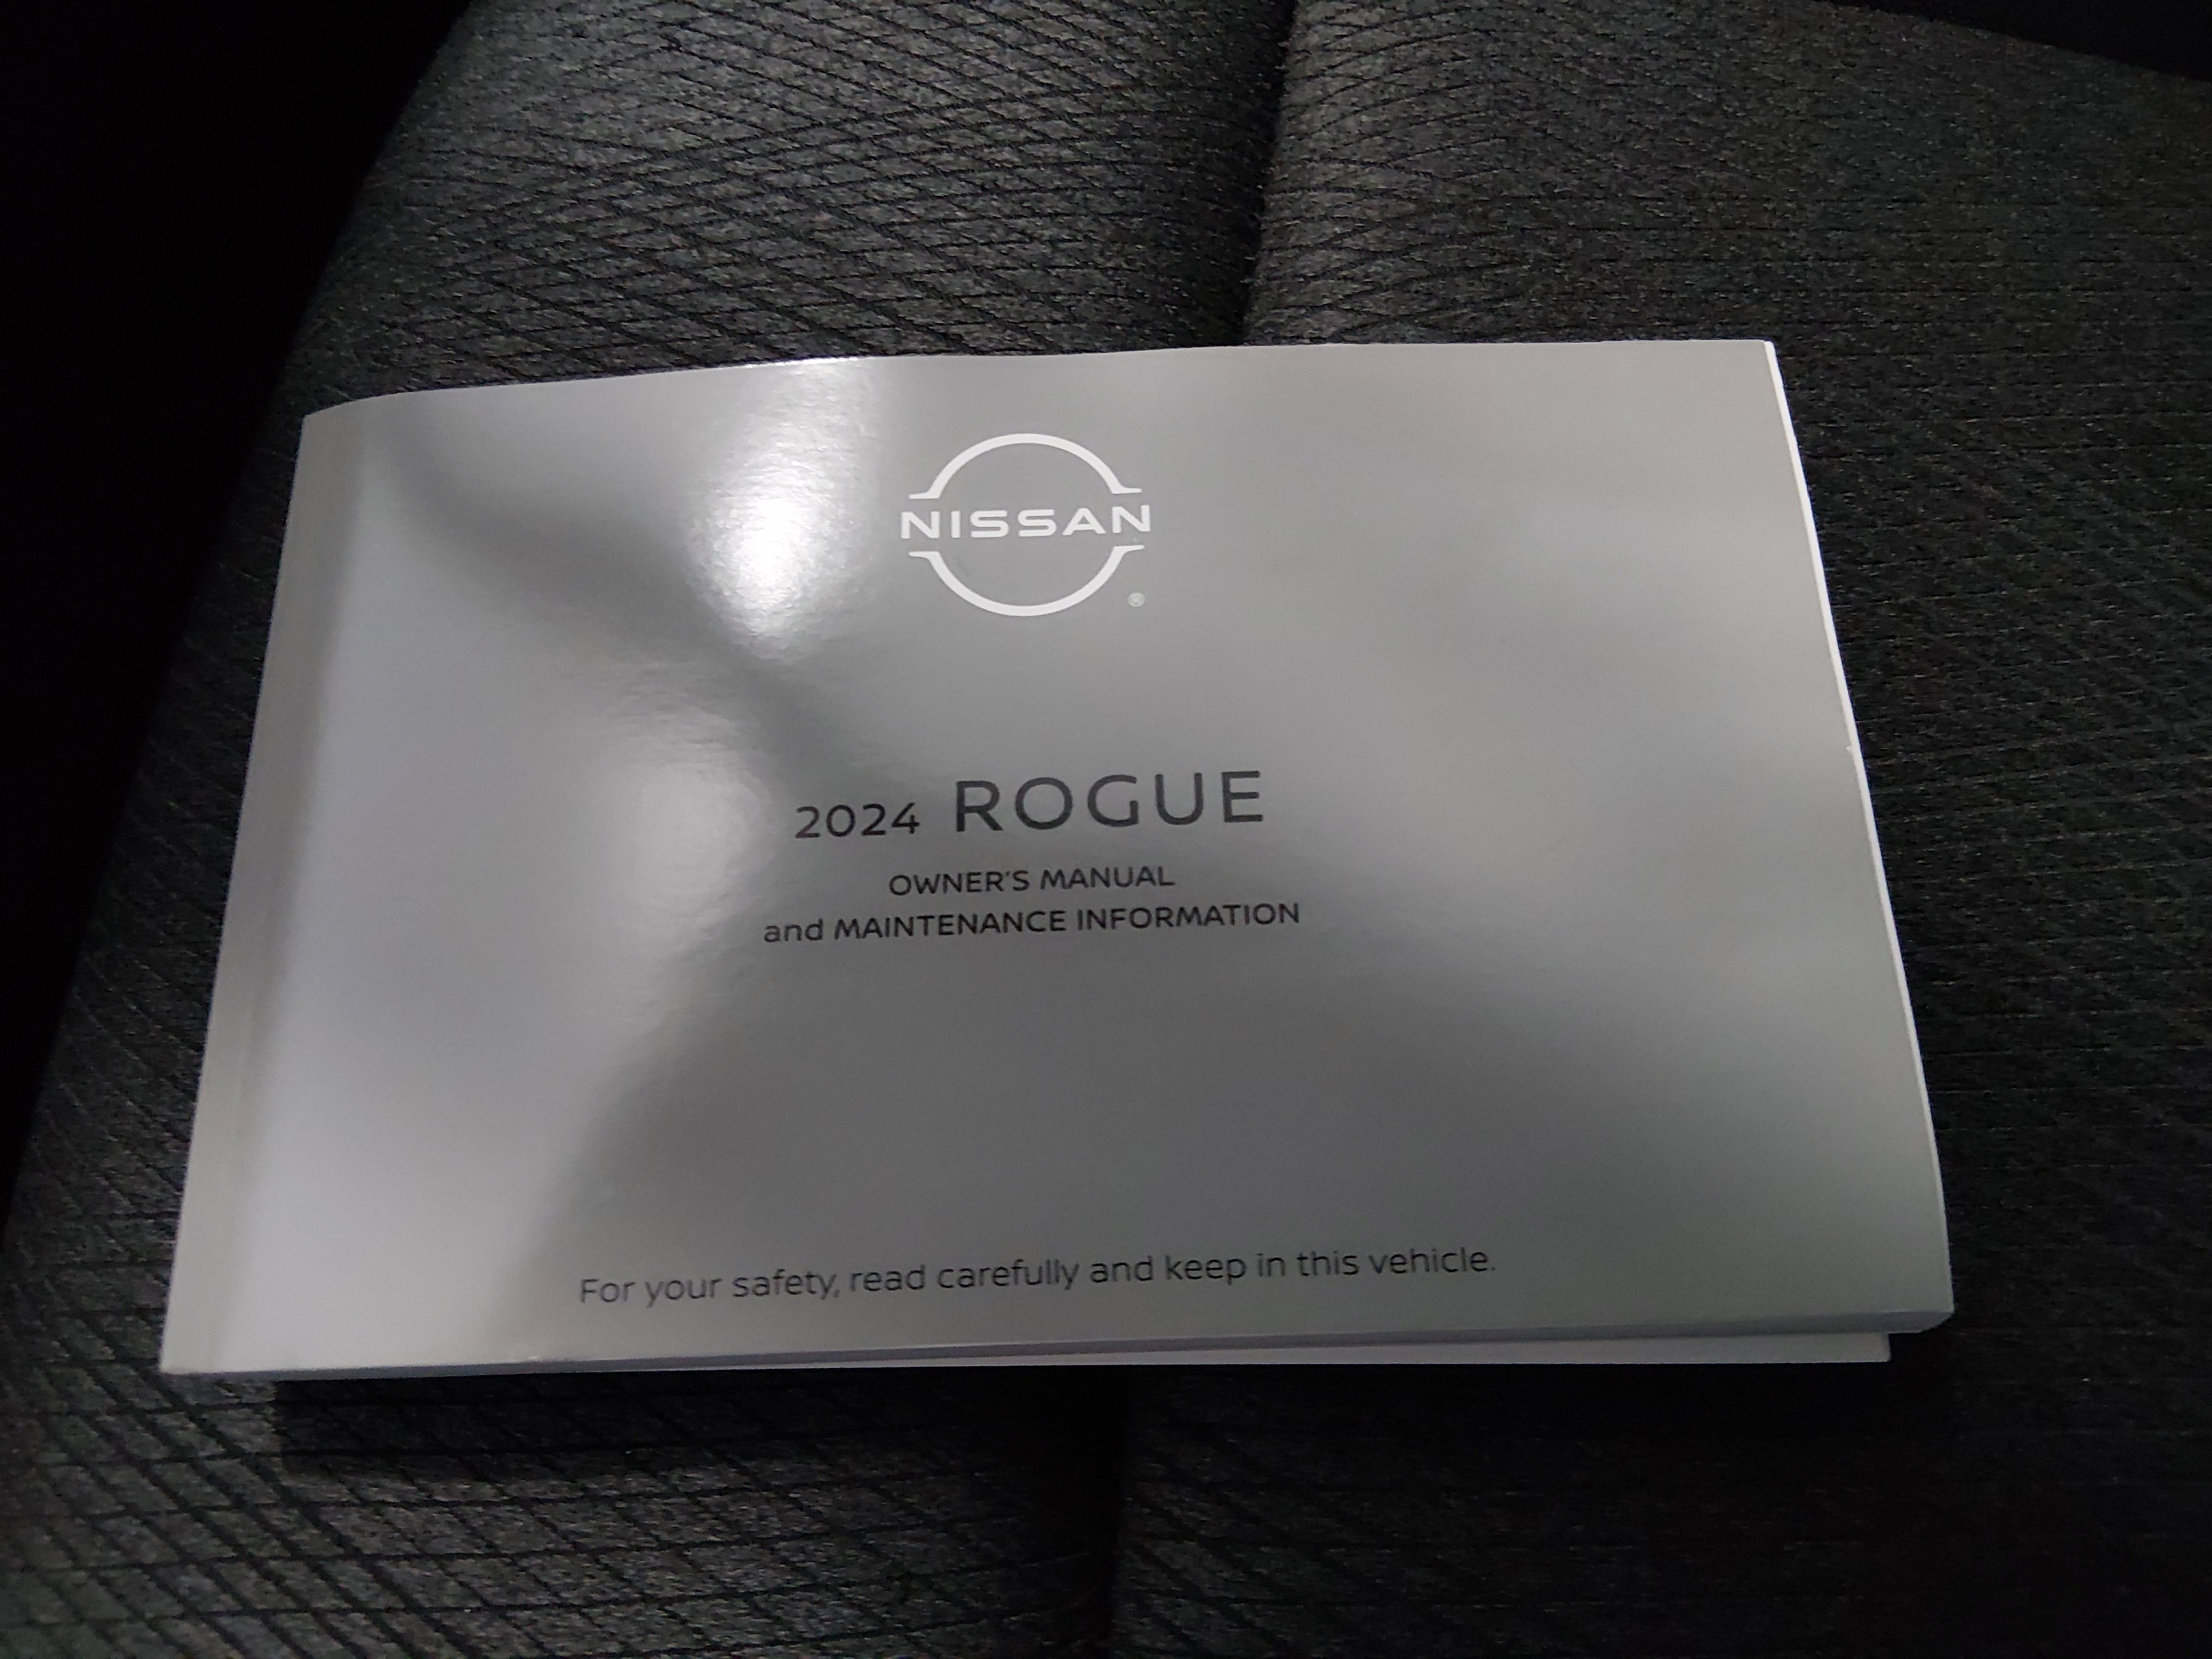 NISSAN
®
2024 ROGUE
OWNER'S MANUAL
and MAINTENANCE INFORMATION
For your safety, read carefully and keep in this vehicle.